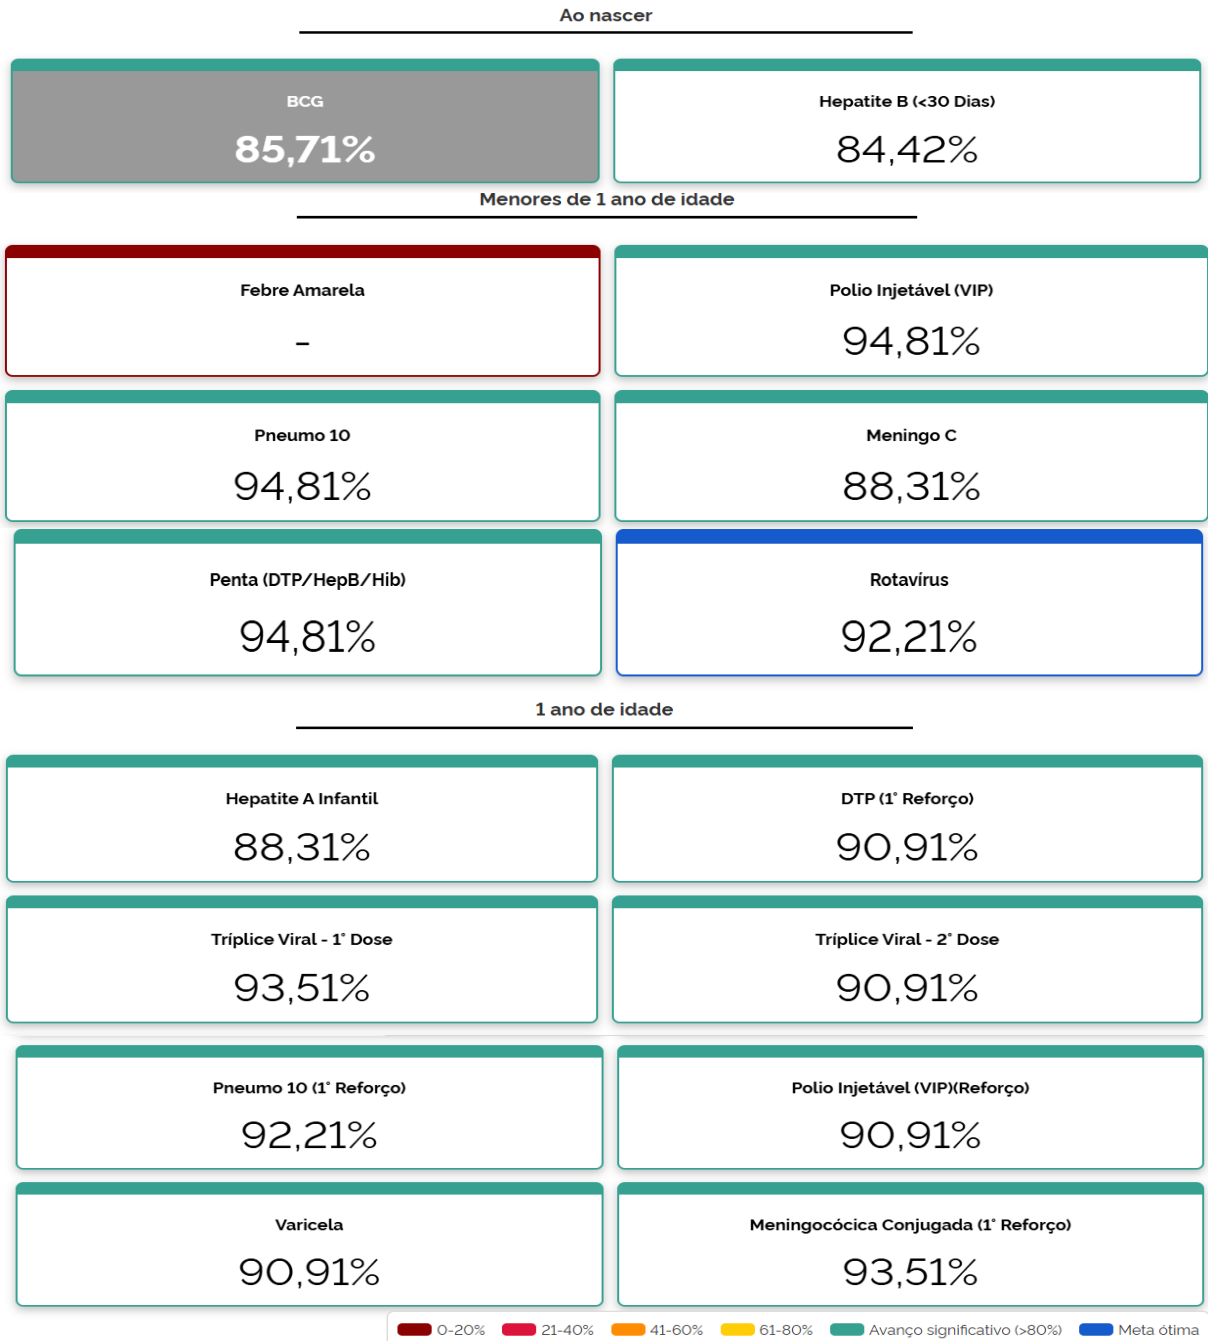 Ao nascer
BCG
85,71%
Hepatite B (<30 Dias)
84,42%
Menores de 1 ano de idade
Febre Amarela
-
Polio Injetável (VIP)
94,81%
Pneumo 10
94,81%
Meningo C
88,31%
Penta (DTP/HepB/Hib)
94,81%
Rotavírus
92,21%
1 ano de idade
Hepatite A Infantil
88,31%
DTP (1° Reforço)
90,91%
Tríplice Viral - 1° Dose
93,51%
Tríplice Viral - 2° Dose
90,91%
Pneumo 10 (1° Reforço)
92,21%
Polio Injetável (VIP)(Reforço)
90,91%
Varicela
90,91%
Meningocócica Conjugada (1° Reforço)
93,51%
0-20% 21-40% 41-60% 61-80% Avanço significativo (>80%) Meta ótima